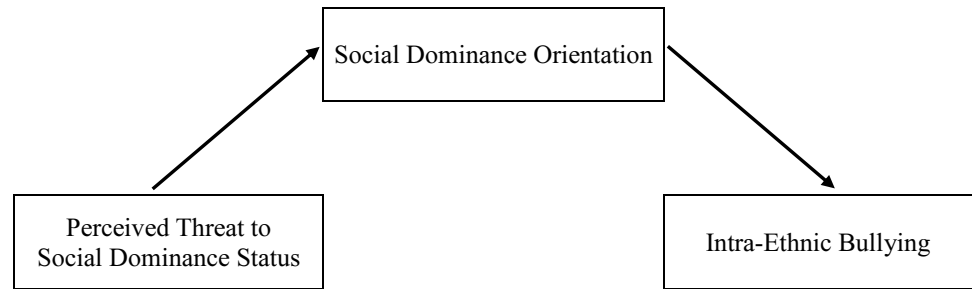 Social Dominance Orientation
Perceived Threat to
Social Dominance Status
Intra-Ethnic Bullying